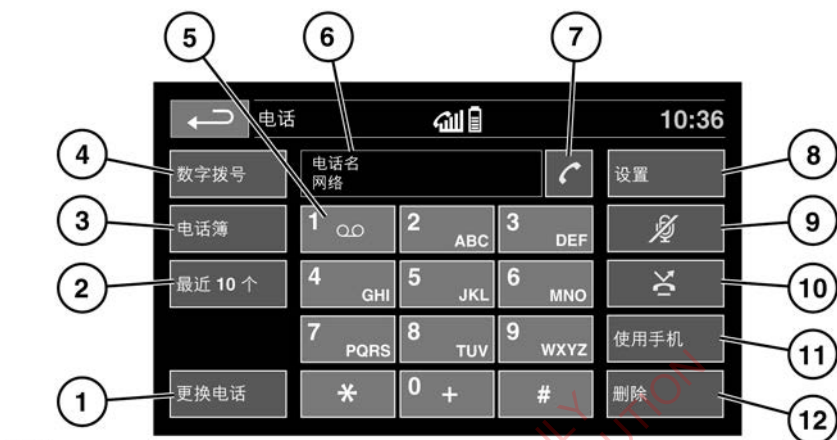 5
6
7
电话
10:36
4
数字拨号
电话名
网络
设置
8
3
电话簿
1
2 ABC
3 DEF
9
2
最近 10 个
4 GHI
5 JKL
6 MNO
10
7 PQRS
8 TUV
9 WXYZ
使用手机
11
1
更换电话
*
0 +
#
删除
12
LY
UTION